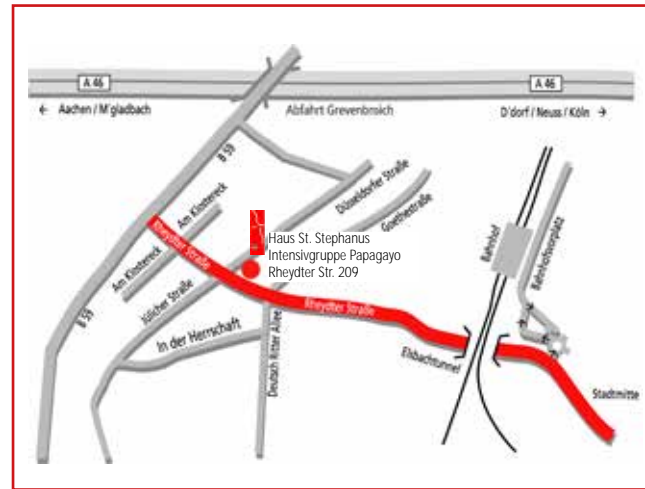 A 46
A 46
← Aachen / M'gladbach
Abfahrt Grevenbroich
D'dorf / Neuss / Köln →
B 59
Düsseldorfer Straße
Goethestraße
Am Klostereck
Am Klostereck
Rheydter Straße
Haus St. Stephanus
Intensivgruppe Papagayo
Rheydter Str. 209
Bahnhof
Bahnhofsvorplatz
B 59
Jülicher Straße
Rheydter Straße
In der Herrschaft
Deutsch Ritter Allee
Elsbachtunnel
Stadtmitte